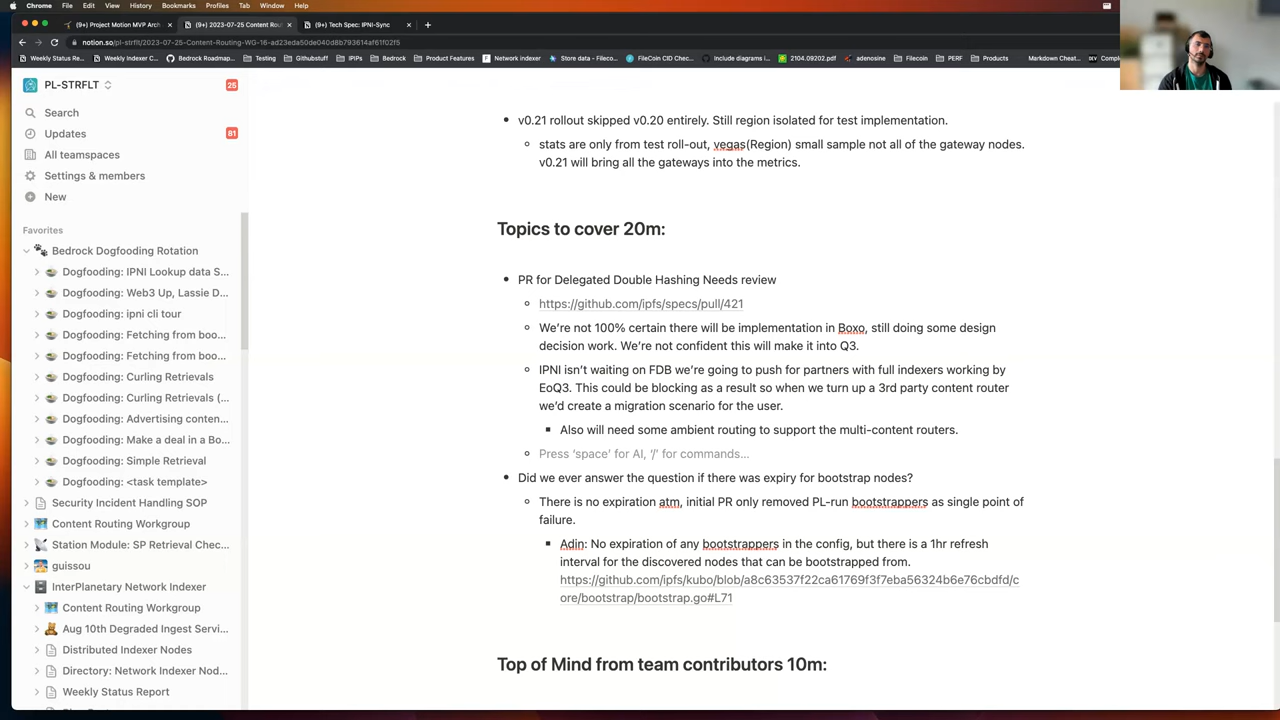 Chrome File Edit View History Bookmarks Profiles Tab Window Help
(9+) Project Motion MVP Arch
(9+) 2023-07-25 Content Rout
(9+) Tech Spec: IPNI-Sync
notion.so/pl-strflt/2023-07-25-Content-Routing-WG-16-ad23eda50de040d8b793614af61f02f5
Weekly Status Re... Weekly Indexer C... Bedrock Roadmap... Testing Githubstuff IPIPs Bedrock Product Features Network indexer Store data - Fileco... FileCoin CID Chec... Include diagrams i... 2104.09202.pdf adenosine Filecoin PERF Products Markdown Cheat...
PL-STRFLT
25
Search
Updates
81
All teamspaces
Settings & members
New
Favorites
Bedrock Dogfooding Rotation
Dogfooding: IPNI Lookup data S...
Dogfooding: Web3 Up, Lassie D...
Dogfooding: ipni cli tour
Dogfooding: Fetching from boo...
Dogfooding: Fetching from boo...
Dogfooding: Curling Retrievals
Dogfooding: Curling Retrievals (...
Dogfooding: Advertising conten...
Dogfooding: Make a deal in a Bo...
Dogfooding: Simple Retrieval
Dogfooding: <task template>
Security Incident Handling SOP
Content Routing Workgroup
Station Module: SP Retrieval Chec...
guissou
InterPlanetary Network Indexer
Content Routing Workgroup
Aug 10th Degraded Ingest Servi...
Distributed Indexer Nodes
Directory: Network Indexer Nod...
Weekly Status Report
v0.21 rollout skipped v0.20 entirely. Still region isolated for test implementation.
stats are only from test roll-out, vegas(Region) small sample not all of the gateway nodes.
v0.21 will bring all the gateways into the metrics.
Topics to cover 20m:
PR for Delegated Double Hashing Needs review
https://github.com/ipfs/specs/pull/421
We're not 100% certain there will be implementation in Boxo, still doing some design
decision work. We're not confident this will make it into Q3.
IPNI isn't waiting on FDB we're going to push for partners with full indexers working by
EoQ3. This could be blocking as a result so when we turn up a 3rd party content router
we'd create a migration scenario for the user.
Also will need some ambient routing to support the multi-content routers.
Press 'space' for AI, '/' for commands...
Did we ever answer the question if there was expiry for bootstrap nodes?
There is no expiration atm, initial PR only removed PL-run bootstrappers as single point of
failure.
Adin: No expiration of any bootstrappers in the config, but there is a 1hr refresh
interval for the discovered nodes that can be bootstrapped from.
https://github.com/ipfs/kubo/blob/a8c63537f22ca61769f3f7eba56324b6e76cbdfd/c
ore/bootstrap/bootstrap.go#L71
Top of Mind from team contributors 10m: